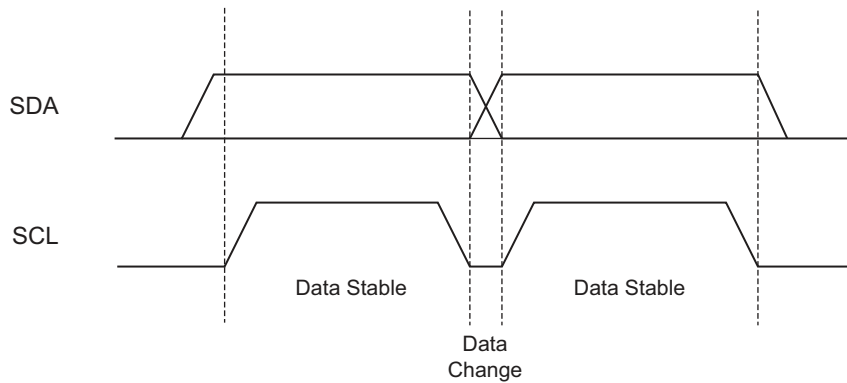 SDA
SCL
Data Stable
Data Stable
Data
Change